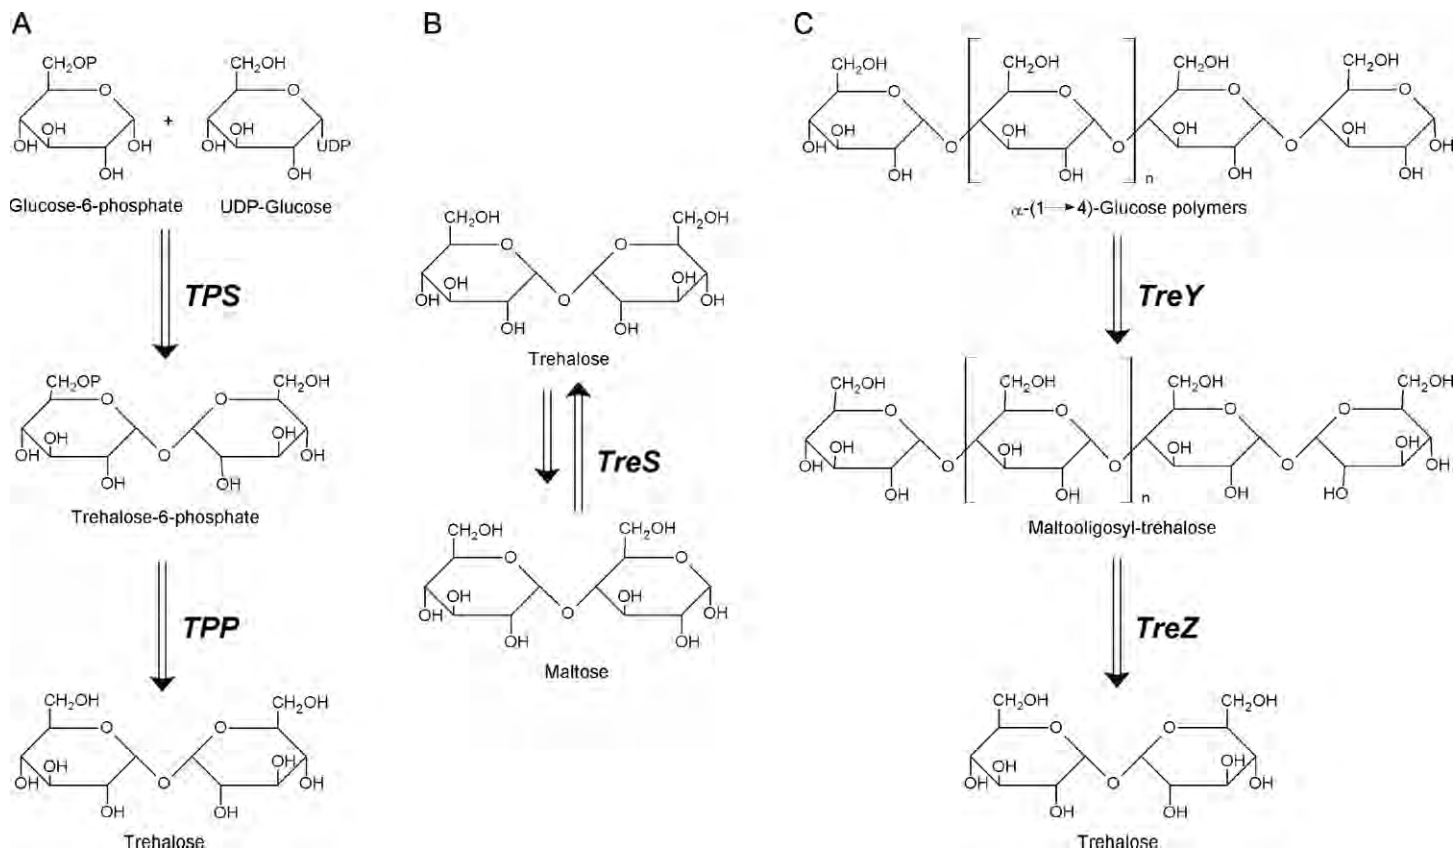 A
CH2OP
O
OH
OH
OH
OH
+
CH2OH
O
OH
OH
UDP
OH
Glucose-6-phosphate
UDP-Glucose
TPS
CH2OP
O
OH
OH
OH
O
CH2OH
O
OH
OH
OH
Trehalose-6-phosphate
TPP
CH2OH
O
OH
OH
OH
O
CH2OH
O
OH
OH
OH
Trehalose
B
CH2OH
O
OH
OH
OH
O
CH2OH
O
OH
OH
OH
Trehalose
TreS
CH2OH
O
OH
OH
OH
O
CH2OH
O
OH
OH
OH
Maltose
C
CH2OH
O
OH
OH
OH
O
CH2OH
O
OH
OH
O
n
CH2OH
O
OH
OH
O
CH2OH
O
OH
OH
OH
α-(1→4)-Glucose polymers
TreY
CH2OH
O
OH
OH
OH
O
CH2OH
O
OH
OH
O
n
CH2OH
O
OH
OH
O
CH2OH
O
OH
OH
HO
Maltooligosyl-trehalose
TreZ
CH2OH
O
OH
OH
OH
O
CH2OH
O
OH
OH
OH
Trehalose